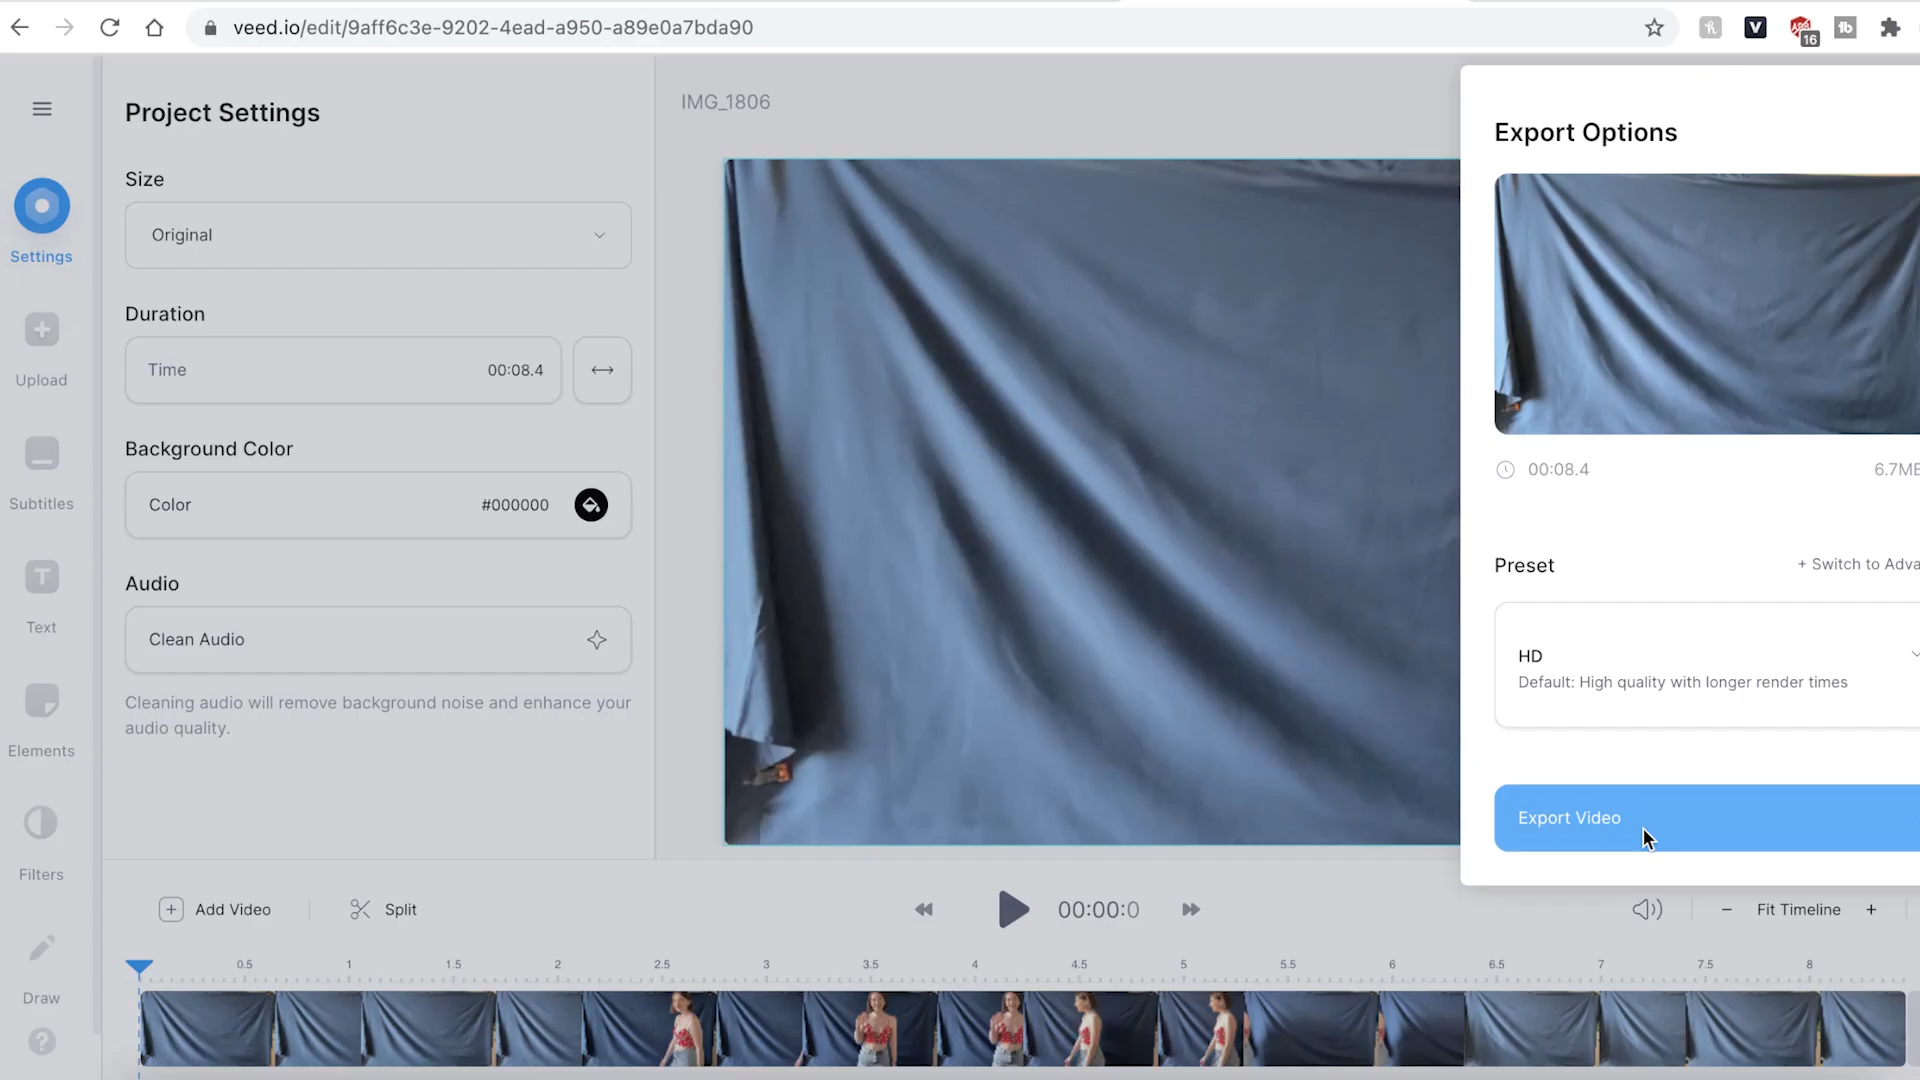 veed.io/edit/9aff6c3e-9202-4ead-a950-a89e0a7bda90
16
Project Settings
IMG_1806
Export Options
Size
Original
Settings
Duration
Time 00:08.4
Upload
Background Color
00:08.4 6.7MB
Color #000000
Subtitles
Preset + Switch to Adva
Audio
Text
Clean Audio
HD
Default: High quality with longer render times
Cleaning audio will remove background noise and enhance your
audio quality.
Elements
Export Video
Filters
Add Video Split 00:00:0 − Fit Timeline +
0.5 1 1.5 2 2.5 3 3.5 4 4.5 5 5.5 6 6.5 7 7.5 8
Draw